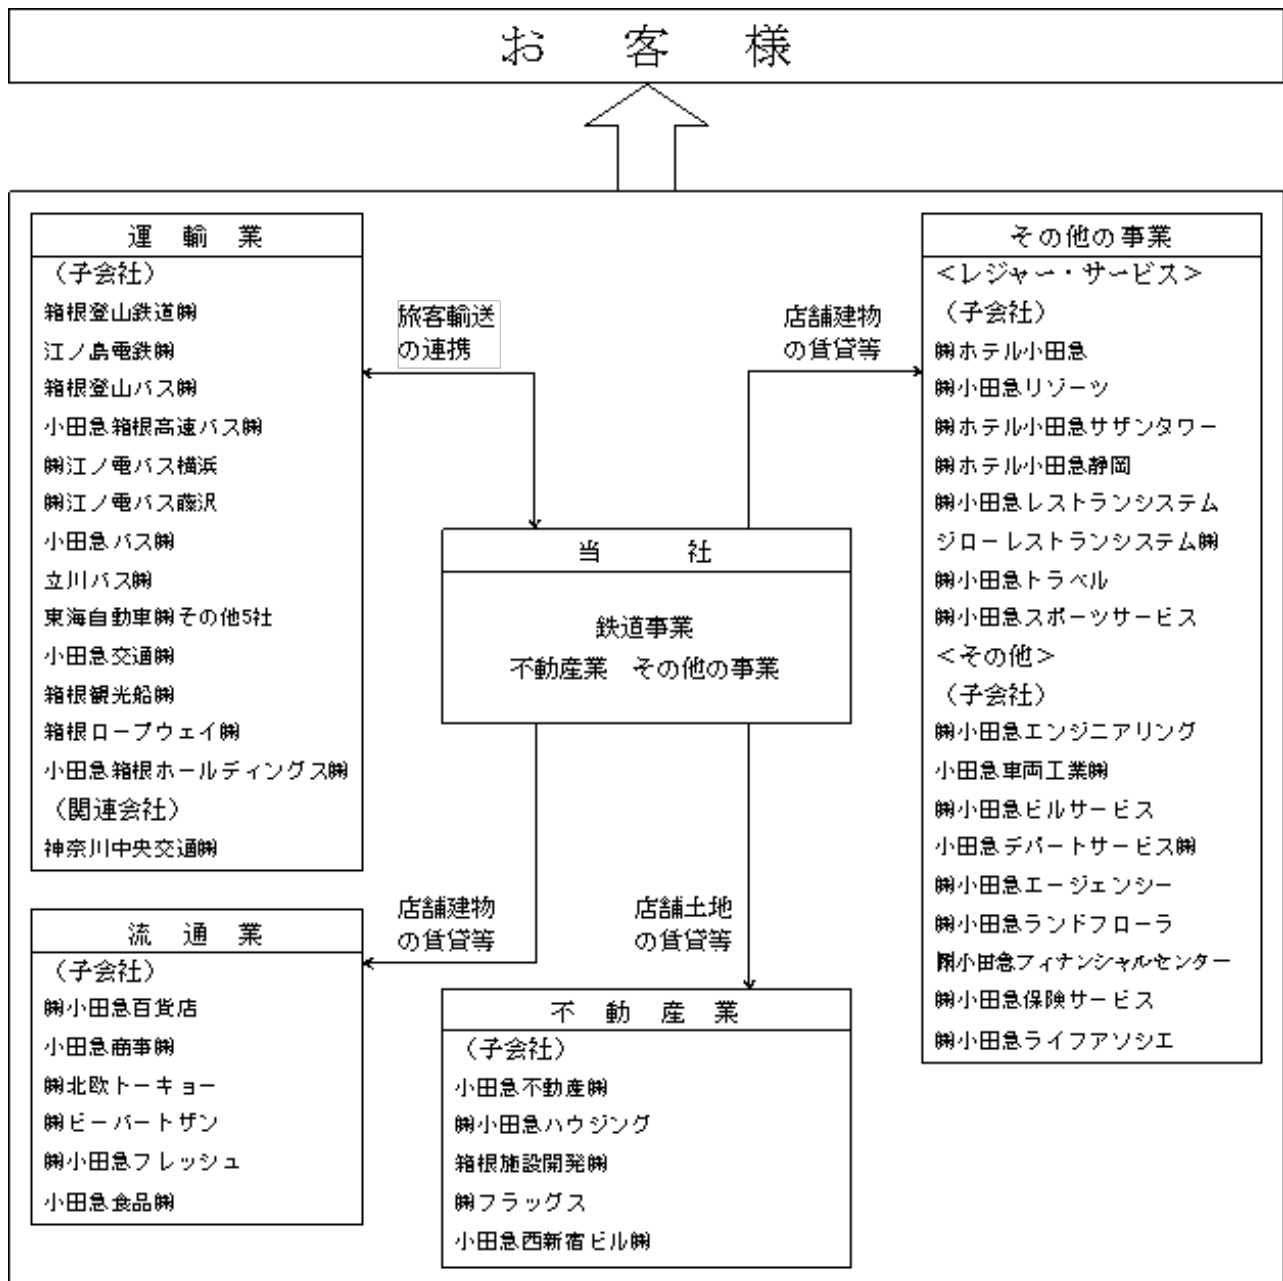 お客様
運輸業
(子会社)
箱根登山鉄道㈱
江ノ島電鉄㈱
箱根登山バス㈱
小田急箱根高速バス㈱
㈱江ノ電バス横浜
㈱江ノ電バス藤沢
小田急バス㈱
立川バス㈱
東海自動車㈱その他5社
小田急交通㈱
箱根観光船㈱
箱根ロープウェイ㈱
小田急箱根ホールディングス㈱
(関連会社)
神奈川中央交通㈱
旅客輸送
の連携
店舗建物
の賃貸等
その他の事業
<レジャー・サービス>
(子会社)
㈱ホテル小田急
㈱小田急リゾーツ
㈱ホテル小田急サザンタワー
㈱ホテル小田急静岡
㈱小田急レストランシステム
ジローレストランシステム㈱
㈱小田急トラベル
㈱小田急スポーツサービス
<その他>
(子会社)
㈱小田急エンジニアリング
小田急車両工業㈱
㈱小田急ビルサービス
小田急デパートサービス㈱
㈱小田急エージェンシー
㈱小田急ランドフローラ
㈱小田急フィナンシャルセンター
㈱小田急保険サービス
㈱小田急ライフアソシエ
当社
鉄道事業
不動産業 その他の事業
店舗建物
の賃貸等
店舗土地
の賃貸等
流通業
(子会社)
㈱小田急百貨店
小田急商事㈱
㈱北欧トーキョー
㈱ビーバートザン
㈱小田急フレッシュ
小田急食品㈱
不動産業
(子会社)
小田急不動産㈱
㈱小田急ハウジング
箱根施設開発㈱
㈱フラッグス
小田急西新宿ビル㈱